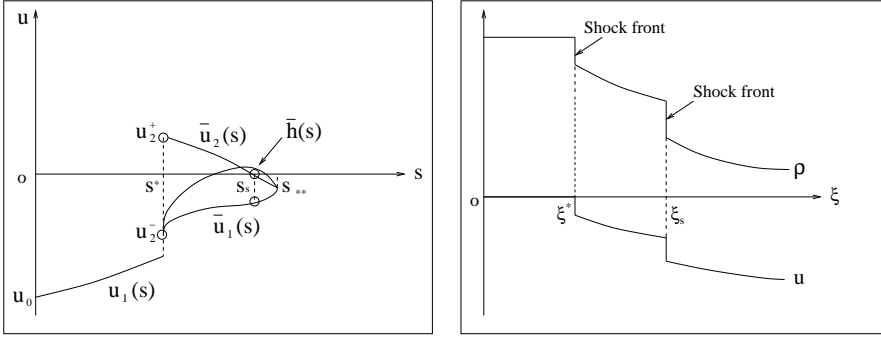 u
u₂⁺
ū₂(s)
h̄(s)
o
s*
sₛ
s⁎⁎
s
u₂⁻
ū₁(s)
u₀
u₁(s)
Shock front
Shock front
ρ
o
ξ*
ξₛ
ξ
u